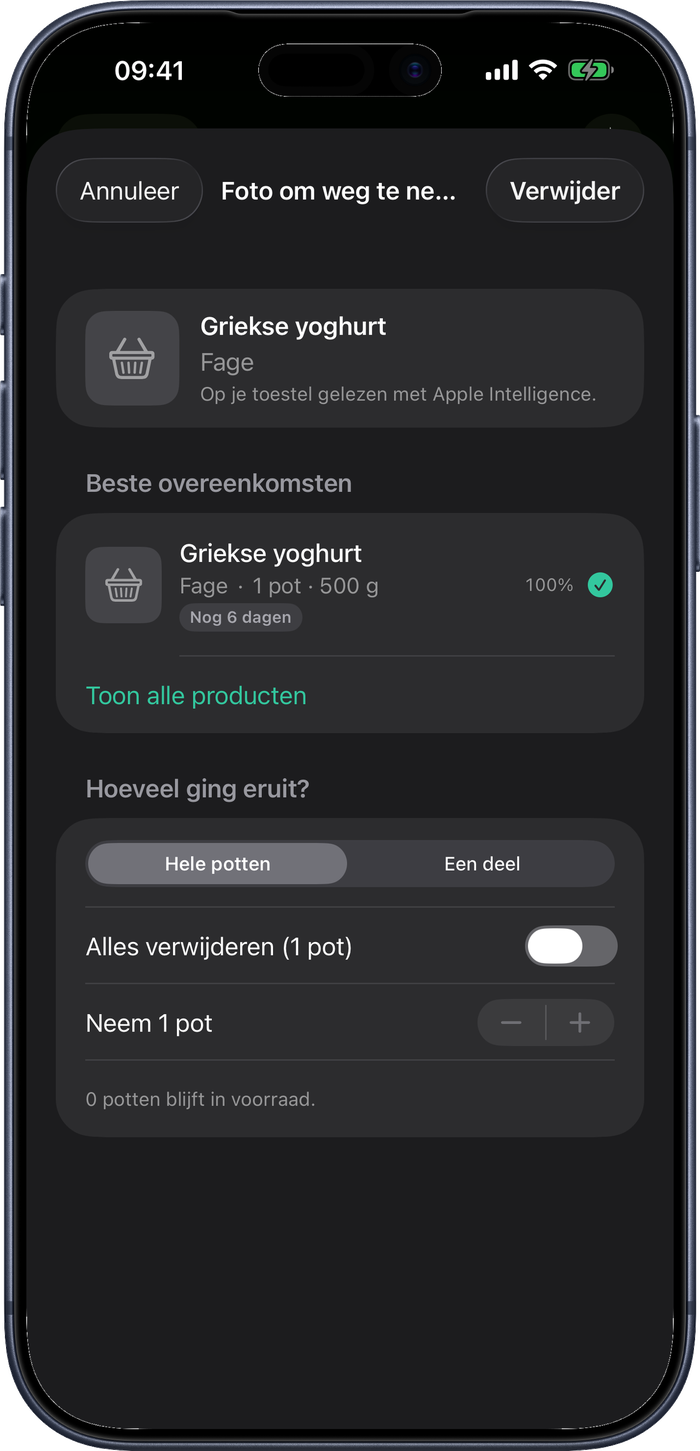 09:41
Annuleer
Foto om weg te ne...
Verwijder
Griekse yoghurt
Fage
Op je toestel gelezen met Apple Intelligence.
Beste overeenkomsten
Griekse yoghurt
Fage · 1 pot · 500 g
100%
Nog 6 dagen
Toon alle producten
Hoeveel ging eruit?
Hele potten
Een deel
Alles verwijderen (1 pot)
Neem 1 pot
0 potten blijft in voorraad.